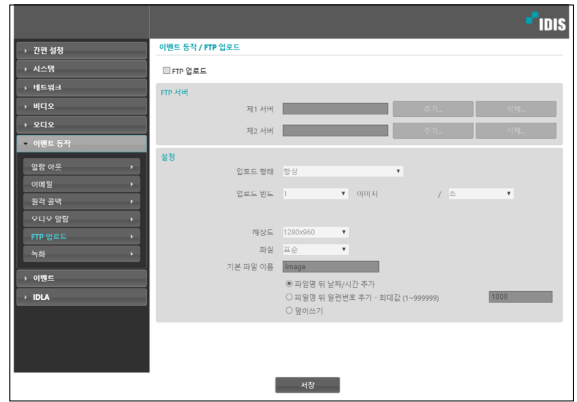 IDIS
간편 설정
시스템
네트워크
비디오
오디오
이벤트 동작
알람 아웃
이메일
원격 콜백
오디오 알람
FTP 업로드
녹화
이벤트
IDLA
이벤트 동작 / FTP 업로드
FTP 업로드
FTP 서버
제1 서버 추가... 삭제...
제2 서버 추가... 삭제...
설정
업로드 형태 항상
업로드 빈도 1 이미지 / 초
해상도 1280x960
화질 표준
기본 파일 이름 Image
파일명 뒤 날짜/시간 추가
파일명 뒤 일련번호 추가 - 최대값 (1~999999) 1000
덮어쓰기
저장